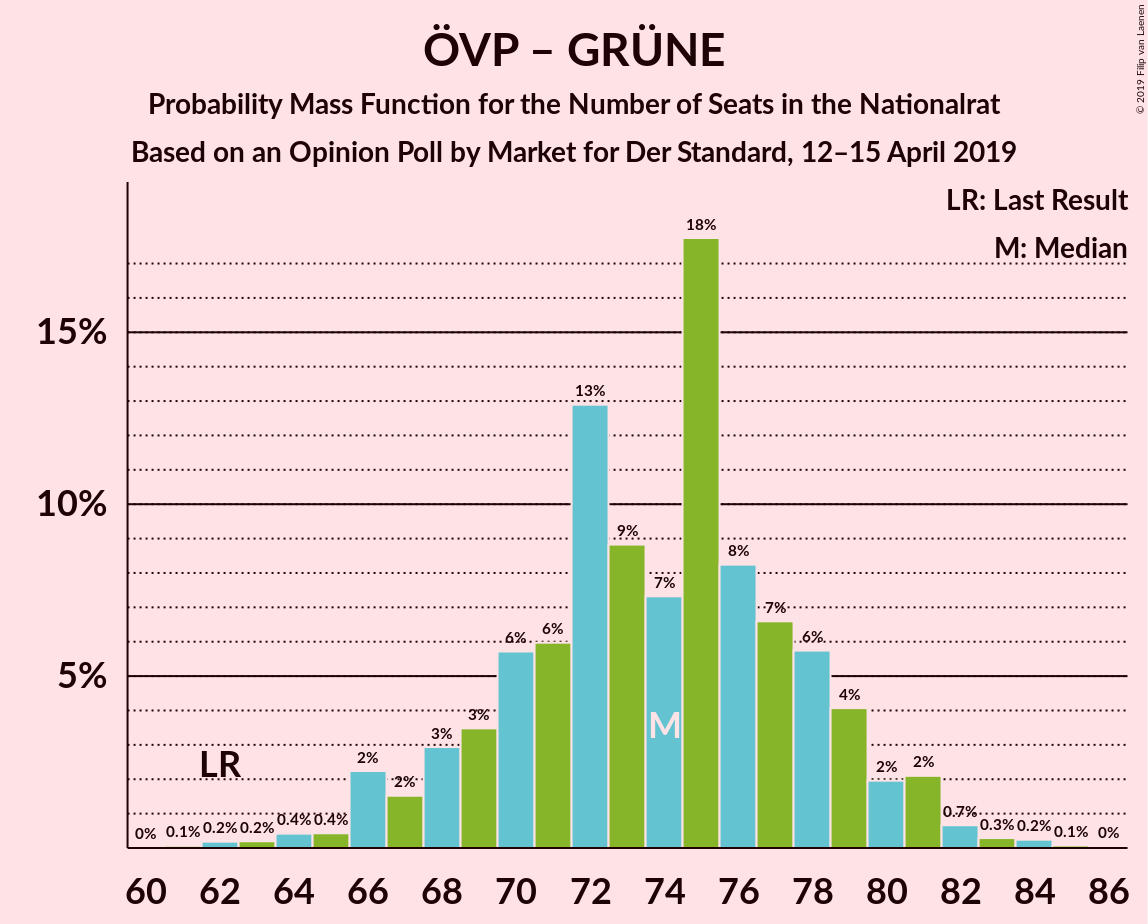 ÖVP – GRÜNE
Probability Mass Function for the Number of Seats in the Nationalrat
Based on an Opinion Poll by Market for Der Standard, 12–15 April 2019
© 2019 Filip van Laenen
LR: Last Result
M: Median
15%
10%
5%
0% 0.1% 0.2% 0.2% 0.4% 0.4% 2% 2% 3% 3% 6% 6% 13% 9% 7% 18% 8% 7% 6% 4% 2% 2% 0.7% 0.3% 0.2% 0.1% 0%
LR
M
60 62 64 66 68 70 72 74 76 78 80 82 84 86